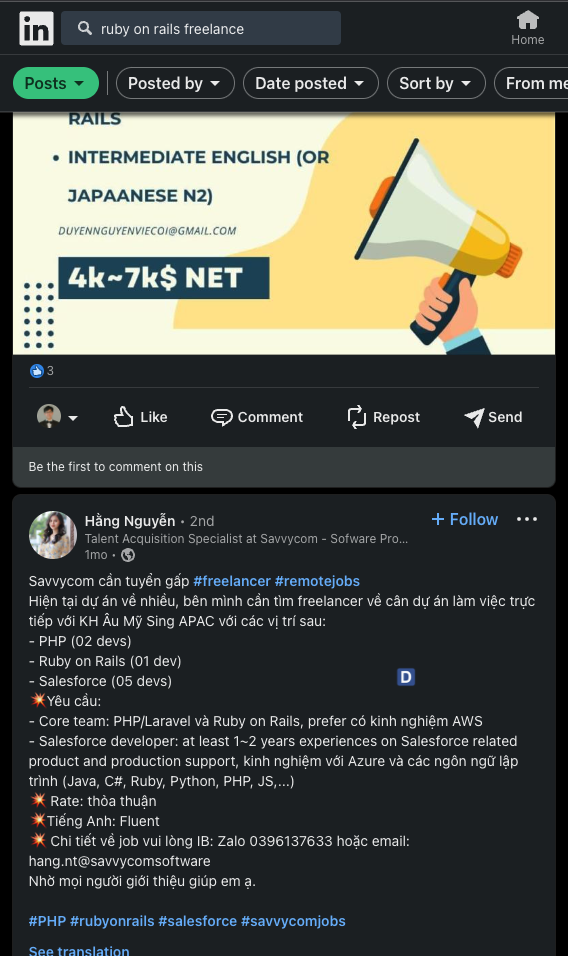 in
ruby on rails freelance
Home
Posts
Posted by
Date posted
Sort by
From me
RAILS
• INTERMEDIATE ENGLISH (OR
JAPAANESE N2)
DUYENNGUYENVIECOI@GMAIL.COM
4k~7k$ NET
3
Like
Comment
Repost
Send
Be the first to comment on this
Hằng Nguyễn • 2nd
+ Follow
Talent Acquisition Specialist at Savvycom - Sofware Pro...
1mo •
Savvycom cần tuyển gấp #freelancer #remotejobs
Hiện tại dự án về nhiều, bên mình cần tìm freelancer về cân dự án làm việc trực
tiếp với KH Âu Mỹ Sing APAC với các vị trí sau:
- PHP (02 devs)
- Ruby on Rails (01 dev)
- Salesforce (05 devs)
D
💥Yêu cầu:
- Core team: PHP/Laravel và Ruby on Rails, prefer có kinh nghiệm AWS
- Salesforce developer: at least 1~2 years experiences on Salesforce related
product and production support, kinh nghiệm với Azure và các ngôn ngữ lập
trình (Java, C#, Ruby, Python, PHP, JS,...)
💥 Rate: thỏa thuận
💥Tiếng Anh: Fluent
💥 Chi tiết về job vui lòng IB: Zalo 0396137633 hoặc email:
hang.nt@savvycomsoftware
Nhờ mọi người giới thiệu giúp em ạ.
#PHP #rubyonrails #salesforce #savvycomjobs
See translation